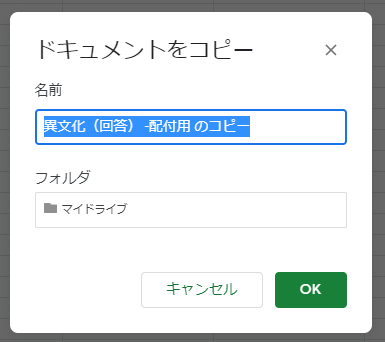 ドキュメントをコピー
名前
異文化（回答） -配付用 のコピー
フォルダ
マイドライブ
キャンセル
OK